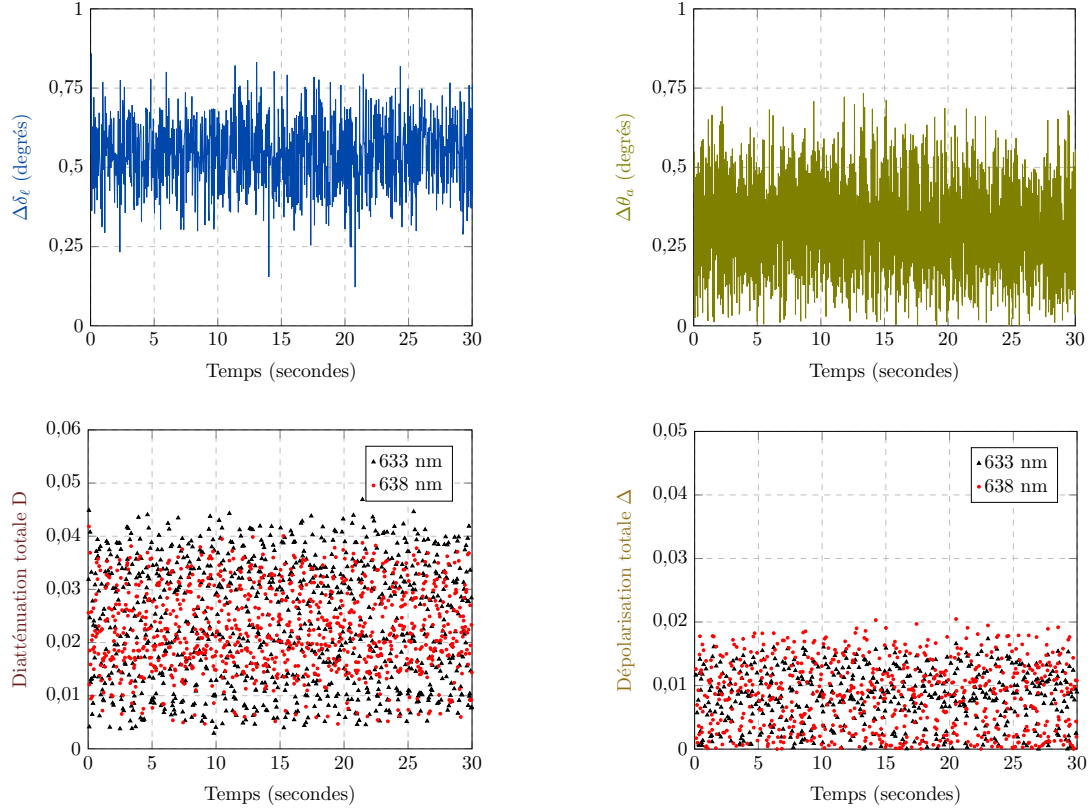 1
0,75
0,5
0,25
0
0 5 10 15 20 25 30
Δδℓ (degrés)
Temps (secondes)
1
0,75
0,5
0,25
0
0 5 10 15 20 25 30
Δθa (degrés)
Temps (secondes)
0,06
0,05
0,04
0,03
0,02
0,01
0
0 5 10 15 20 25 30
Diatténuation totale D
Temps (secondes)
633 nm
638 nm
0,05
0,04
0,03
0,02
0,01
0
0 5 10 15 20 25 30
Dépolarisation totale Δ
Temps (secondes)
633 nm
638 nm